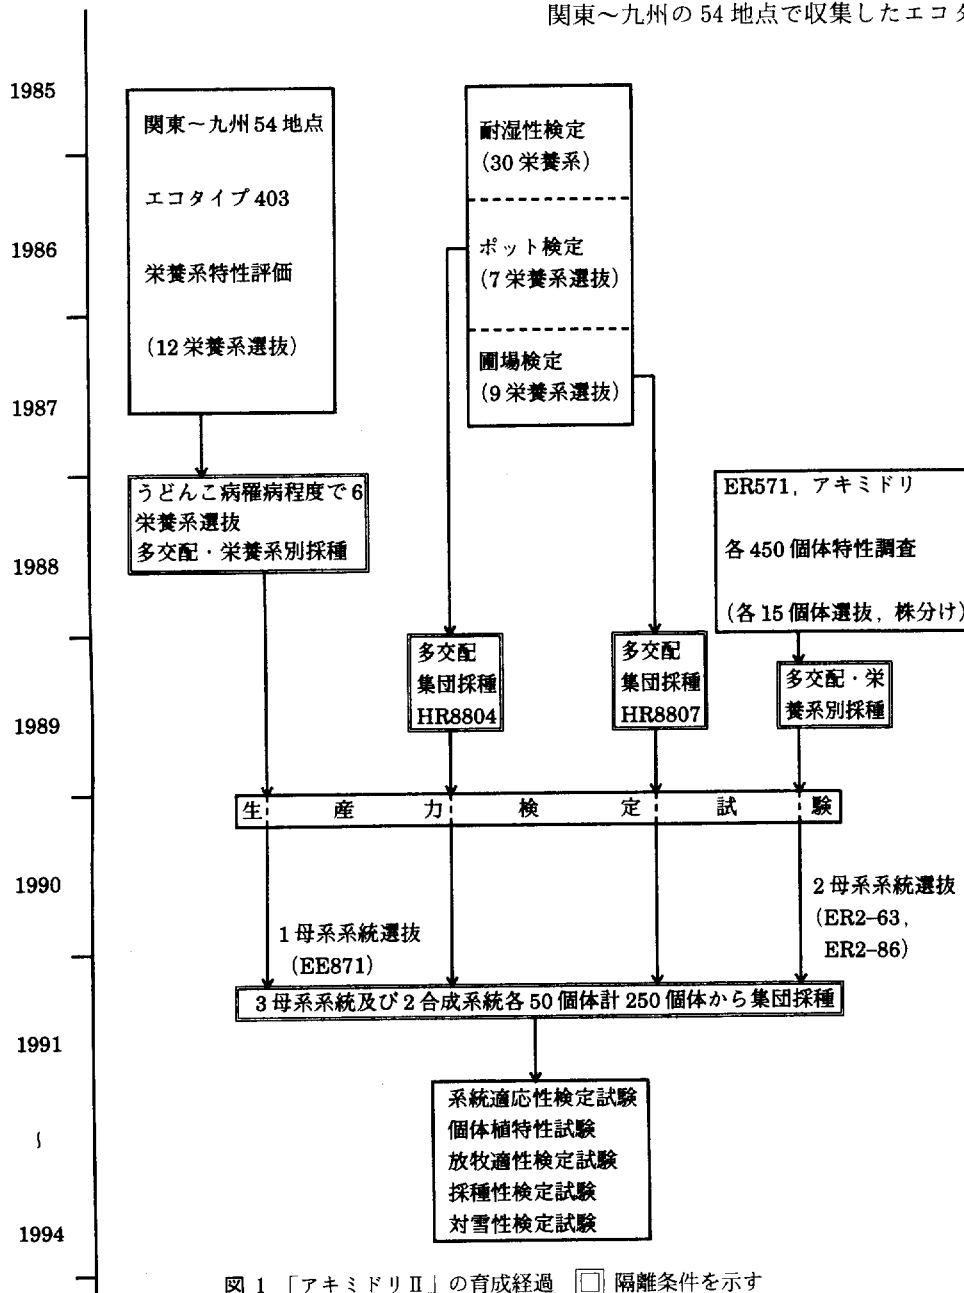 関東～九州の54地点で収集したエコタ
1985
1986
1987
1988
1989
1990
1991
～
1994
関東～九州54地点
エコタイプ403
栄養系特性評価
(12栄養系選抜)
耐湿性検定
(30栄養系)
ポット検定
(7栄養系選抜)
圃場検定
(9栄養系選抜)
うどんこ病罹病程度で6
栄養系選抜
多交配・栄養系別採種
ER571，アキミドリ
各450個体特性調査
(各15個体選抜，株分け)
多交配
集団採種
HR8804
多交配
集団採種
HR8807
多交配・栄
養系別採種
生産力検定試験
1母系系統選抜
(EE871)
2母系系統選抜
(ER2-63，
ER2-86)
3母系系統及び2合成系統各50個体計250個体から集団採種
系統適応性検定試験
個体植特性試験
放牧適性検定試験
採種性検定試験
対雪性検定試験
図1 「アキミドリⅡ」の育成経過 隔離条件を示す